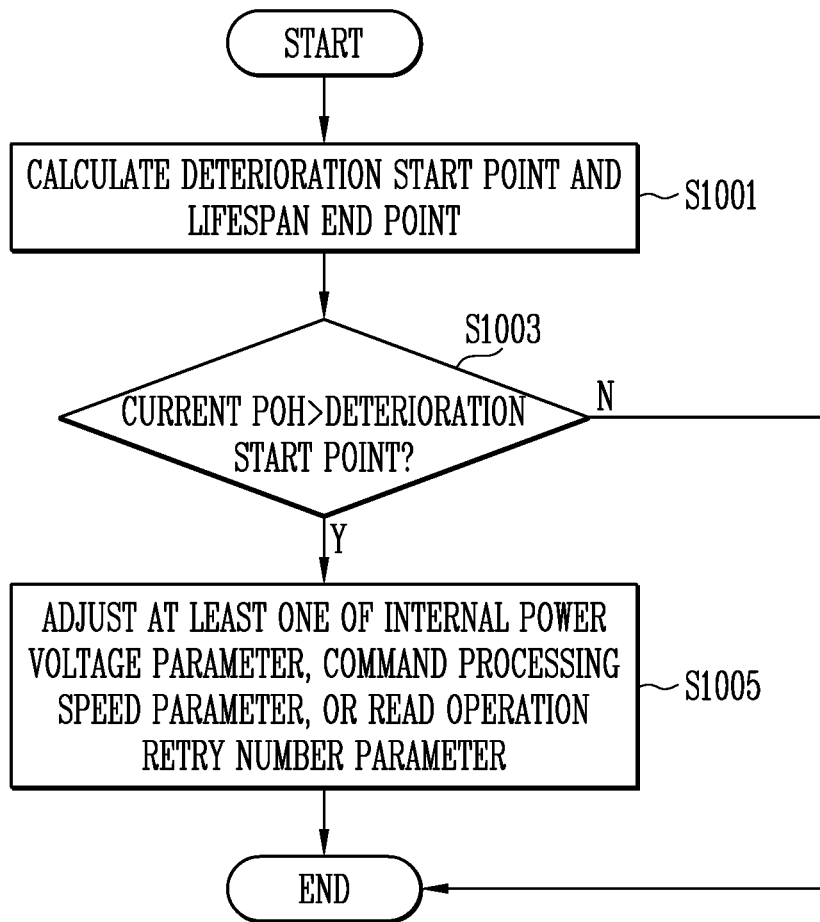 START
CALCULATE DETERIORATION START POINT AND
LIFESPAN END POINT
S1001
S1003
CURRENT POH>DETERIORATION
START POINT?
N
Y
ADJUST AT LEAST ONE OF INTERNAL POWER
VOLTAGE PARAMETER, COMMAND PROCESSING
SPEED PARAMETER, OR READ OPERATION
RETRY NUMBER PARAMETER
S1005
END